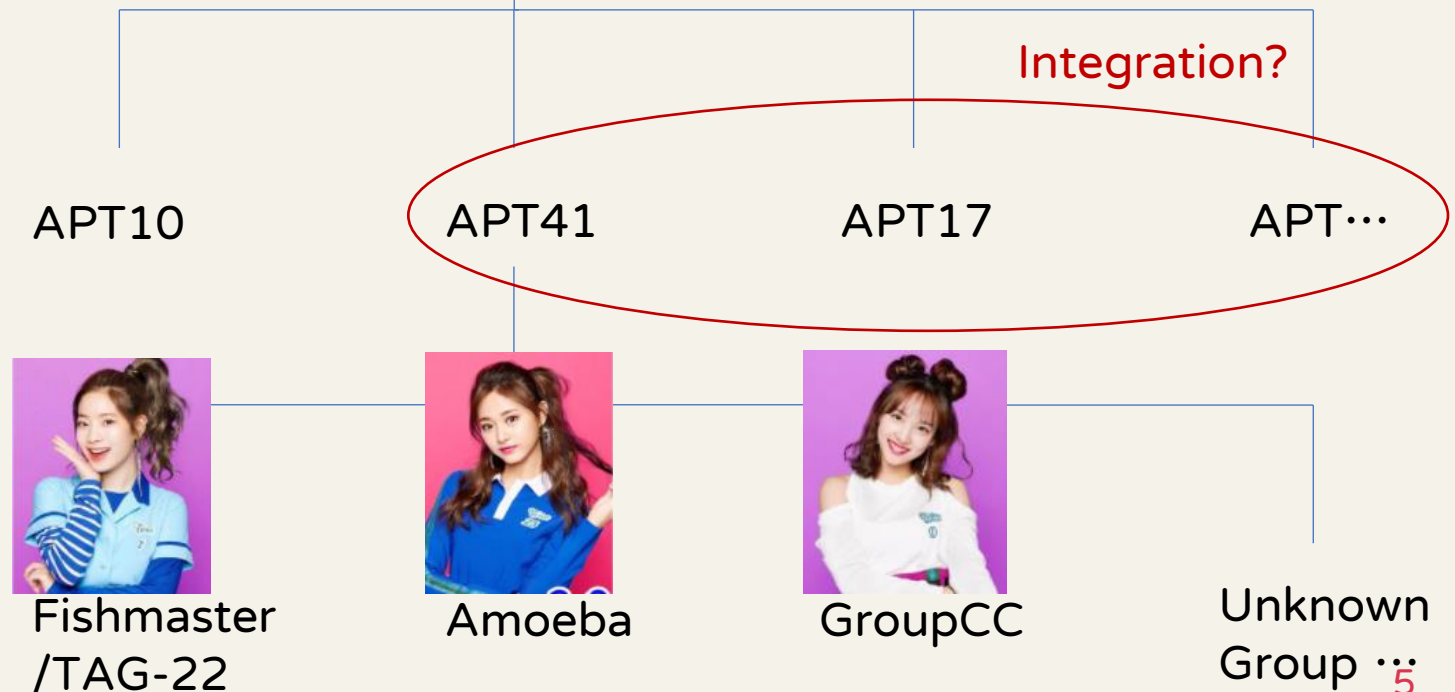 Integration?
APT10
APT41
APT17
APT…
Fishmaster
/TAG-22
Amoeba
GroupCC
Unknown
Group …
5